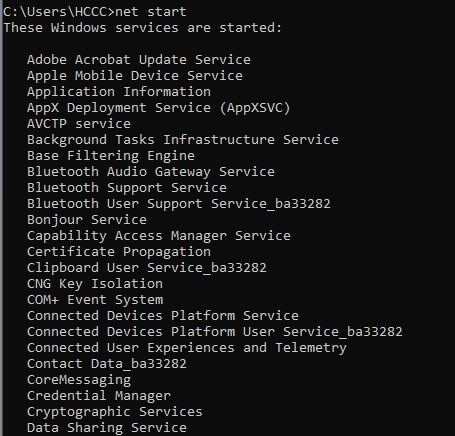 C:\Users\HCCC>net start
These Windows services are started:
Adobe Acrobat Update Service
Apple Mobile Device Service
Application Information
AppX Deployment Service (AppXSVC)
AVCTP service
Background Tasks Infrastructure Service
Base Filtering Engine
Bluetooth Audio Gateway Service
Bluetooth Support Service
Bluetooth User Support Service_ba33282
Bonjour Service
Capability Access Manager Service
Certificate Propagation
Clipboard User Service_ba33282
CNG Key Isolation
COM+ Event System
Connected Devices Platform Service
Connected Devices Platform User Service_ba33282
Connected User Experiences and Telemetry
Contact Data_ba33282
CoreMessaging
Credential Manager
Cryptographic Services
Data Sharing Service